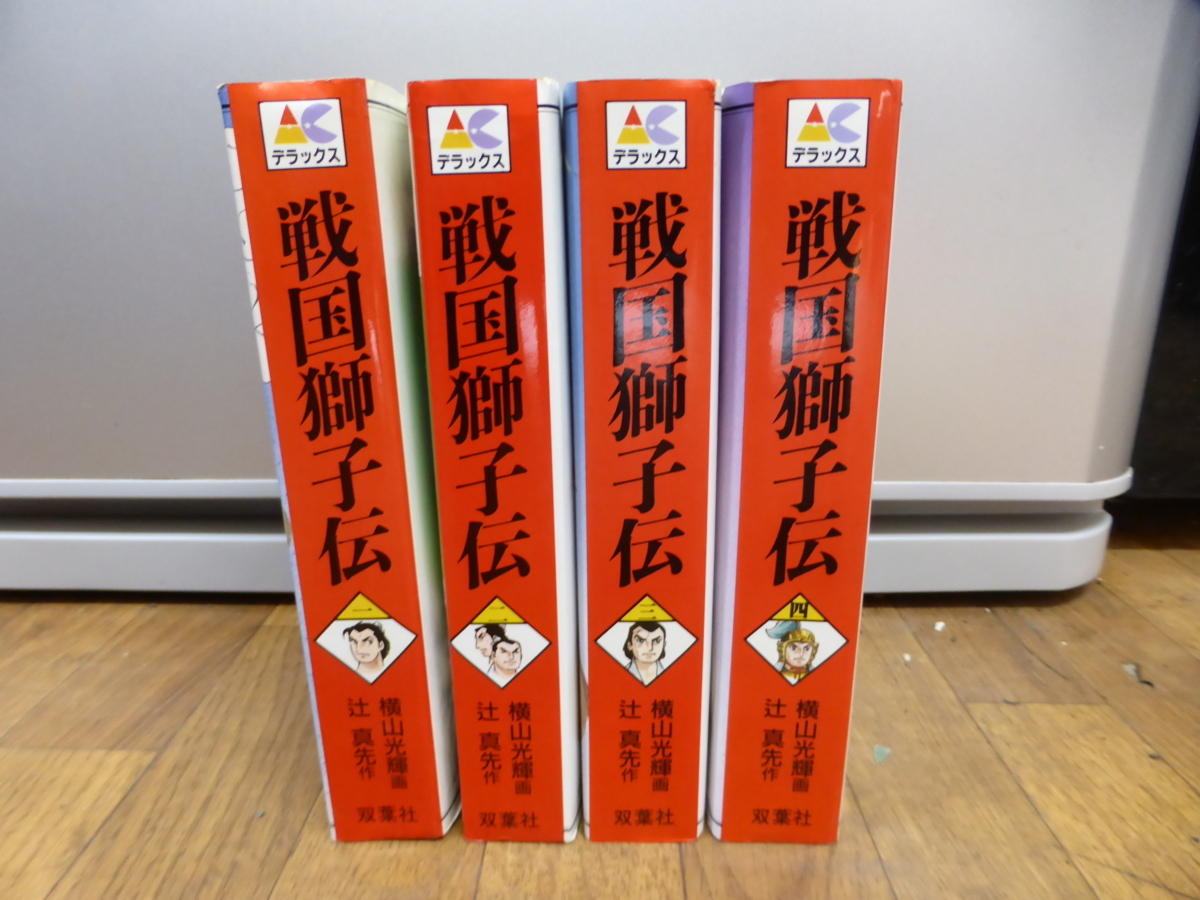 AC
デラックス
戦国獅子伝
一
横山光輝画
辻真先作
双葉社
AC
デラックス
戦国獅子伝
二
横山光輝画
辻真先作
双葉社
AC
デラックス
戦国獅子伝
三
横山光輝画
辻真先作
双葉社
AC
デラックス
戦国獅子伝
四
横山光輝画
辻真先作
双葉社